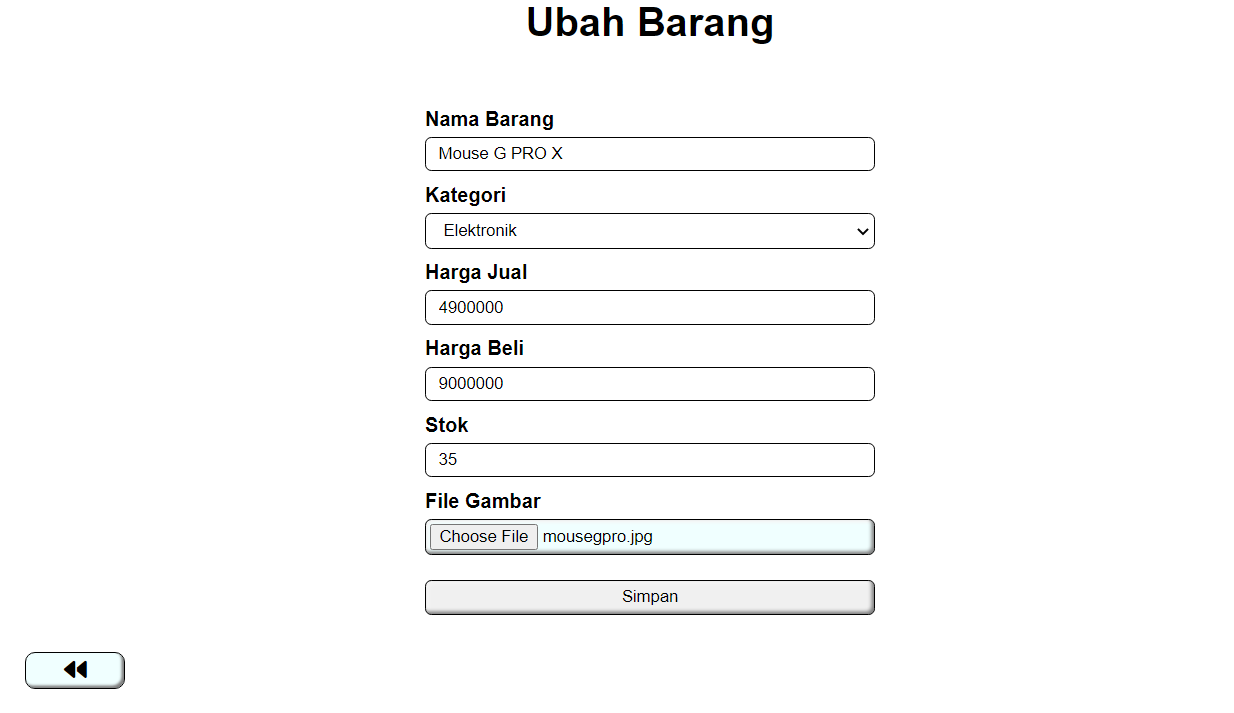 Ubah Barang
Nama Barang
Mouse G PRO X
Kategori
Elektronik
Harga Jual
4900000
Harga Beli
9000000
Stok
35
File Gambar
Choose File mousegpro.jpg
Simpan